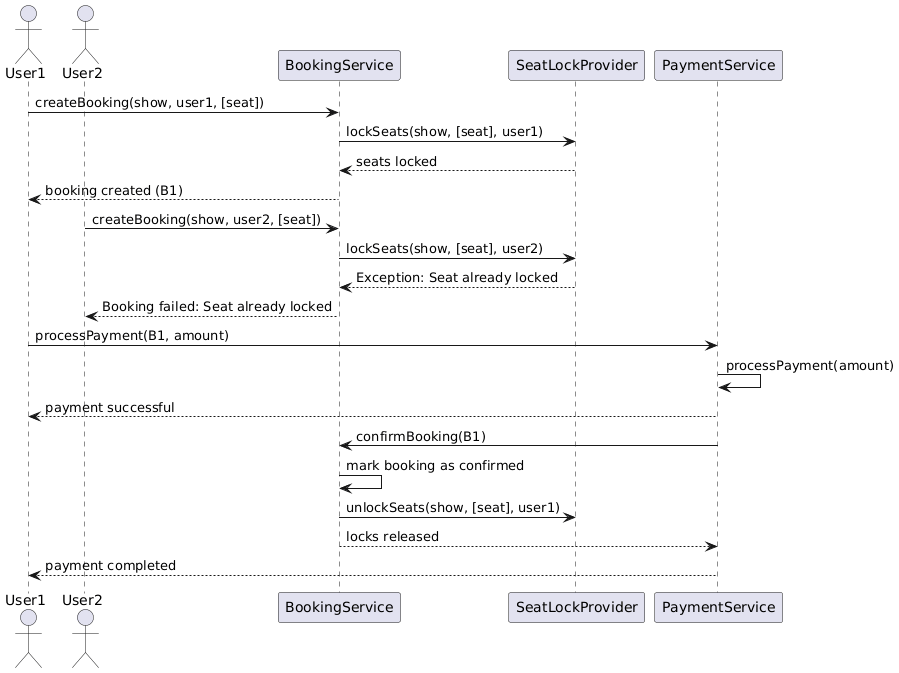 User1
User2
BookingService
SeatLockProvider
PaymentService
createBooking(show, user1, [seat])
lockSeats(show, [seat], user1)
seats locked
booking created (B1)
createBooking(show, user2, [seat])
lockSeats(show, [seat], user2)
Exception: Seat already locked
Booking failed: Seat already locked
processPayment(B1, amount)
processPayment(amount)
payment successful
confirmBooking(B1)
mark booking as confirmed
unlockSeats(show, [seat], user1)
locks released
payment completed
User1
User2
BookingService
SeatLockProvider
PaymentService